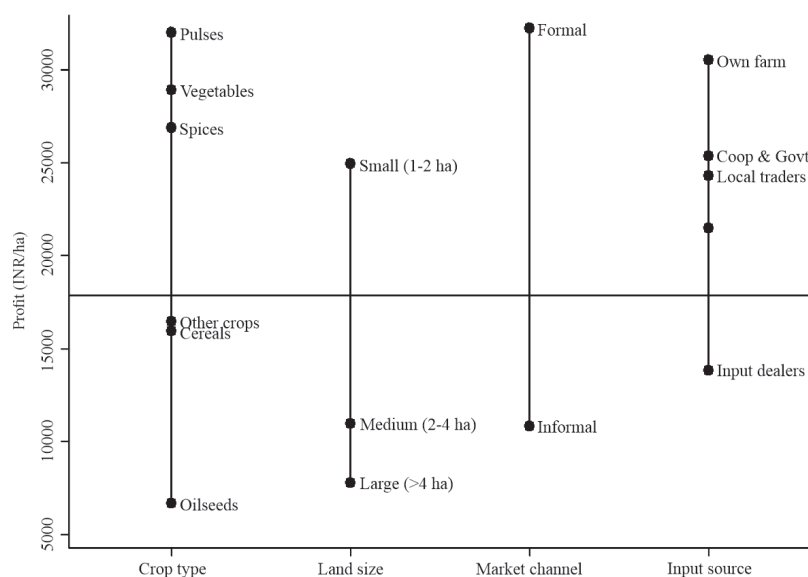 Profit (INR/ha)
30000
25000
20000
15000
10000
5000
Pulses
Vegetables
Spices
Other crops
Cereals
Oilseeds
Small (1-2 ha)
Medium (2-4 ha)
Large (>4 ha)
Formal
Informal
Own farm
Coop & Govt
Local traders
Input dealers
Crop type
Land size
Market channel
Input source